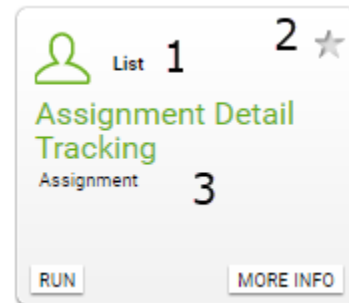 List 1 2
Assignment Detail
Tracking
Assignment 3
RUN MORE INFO